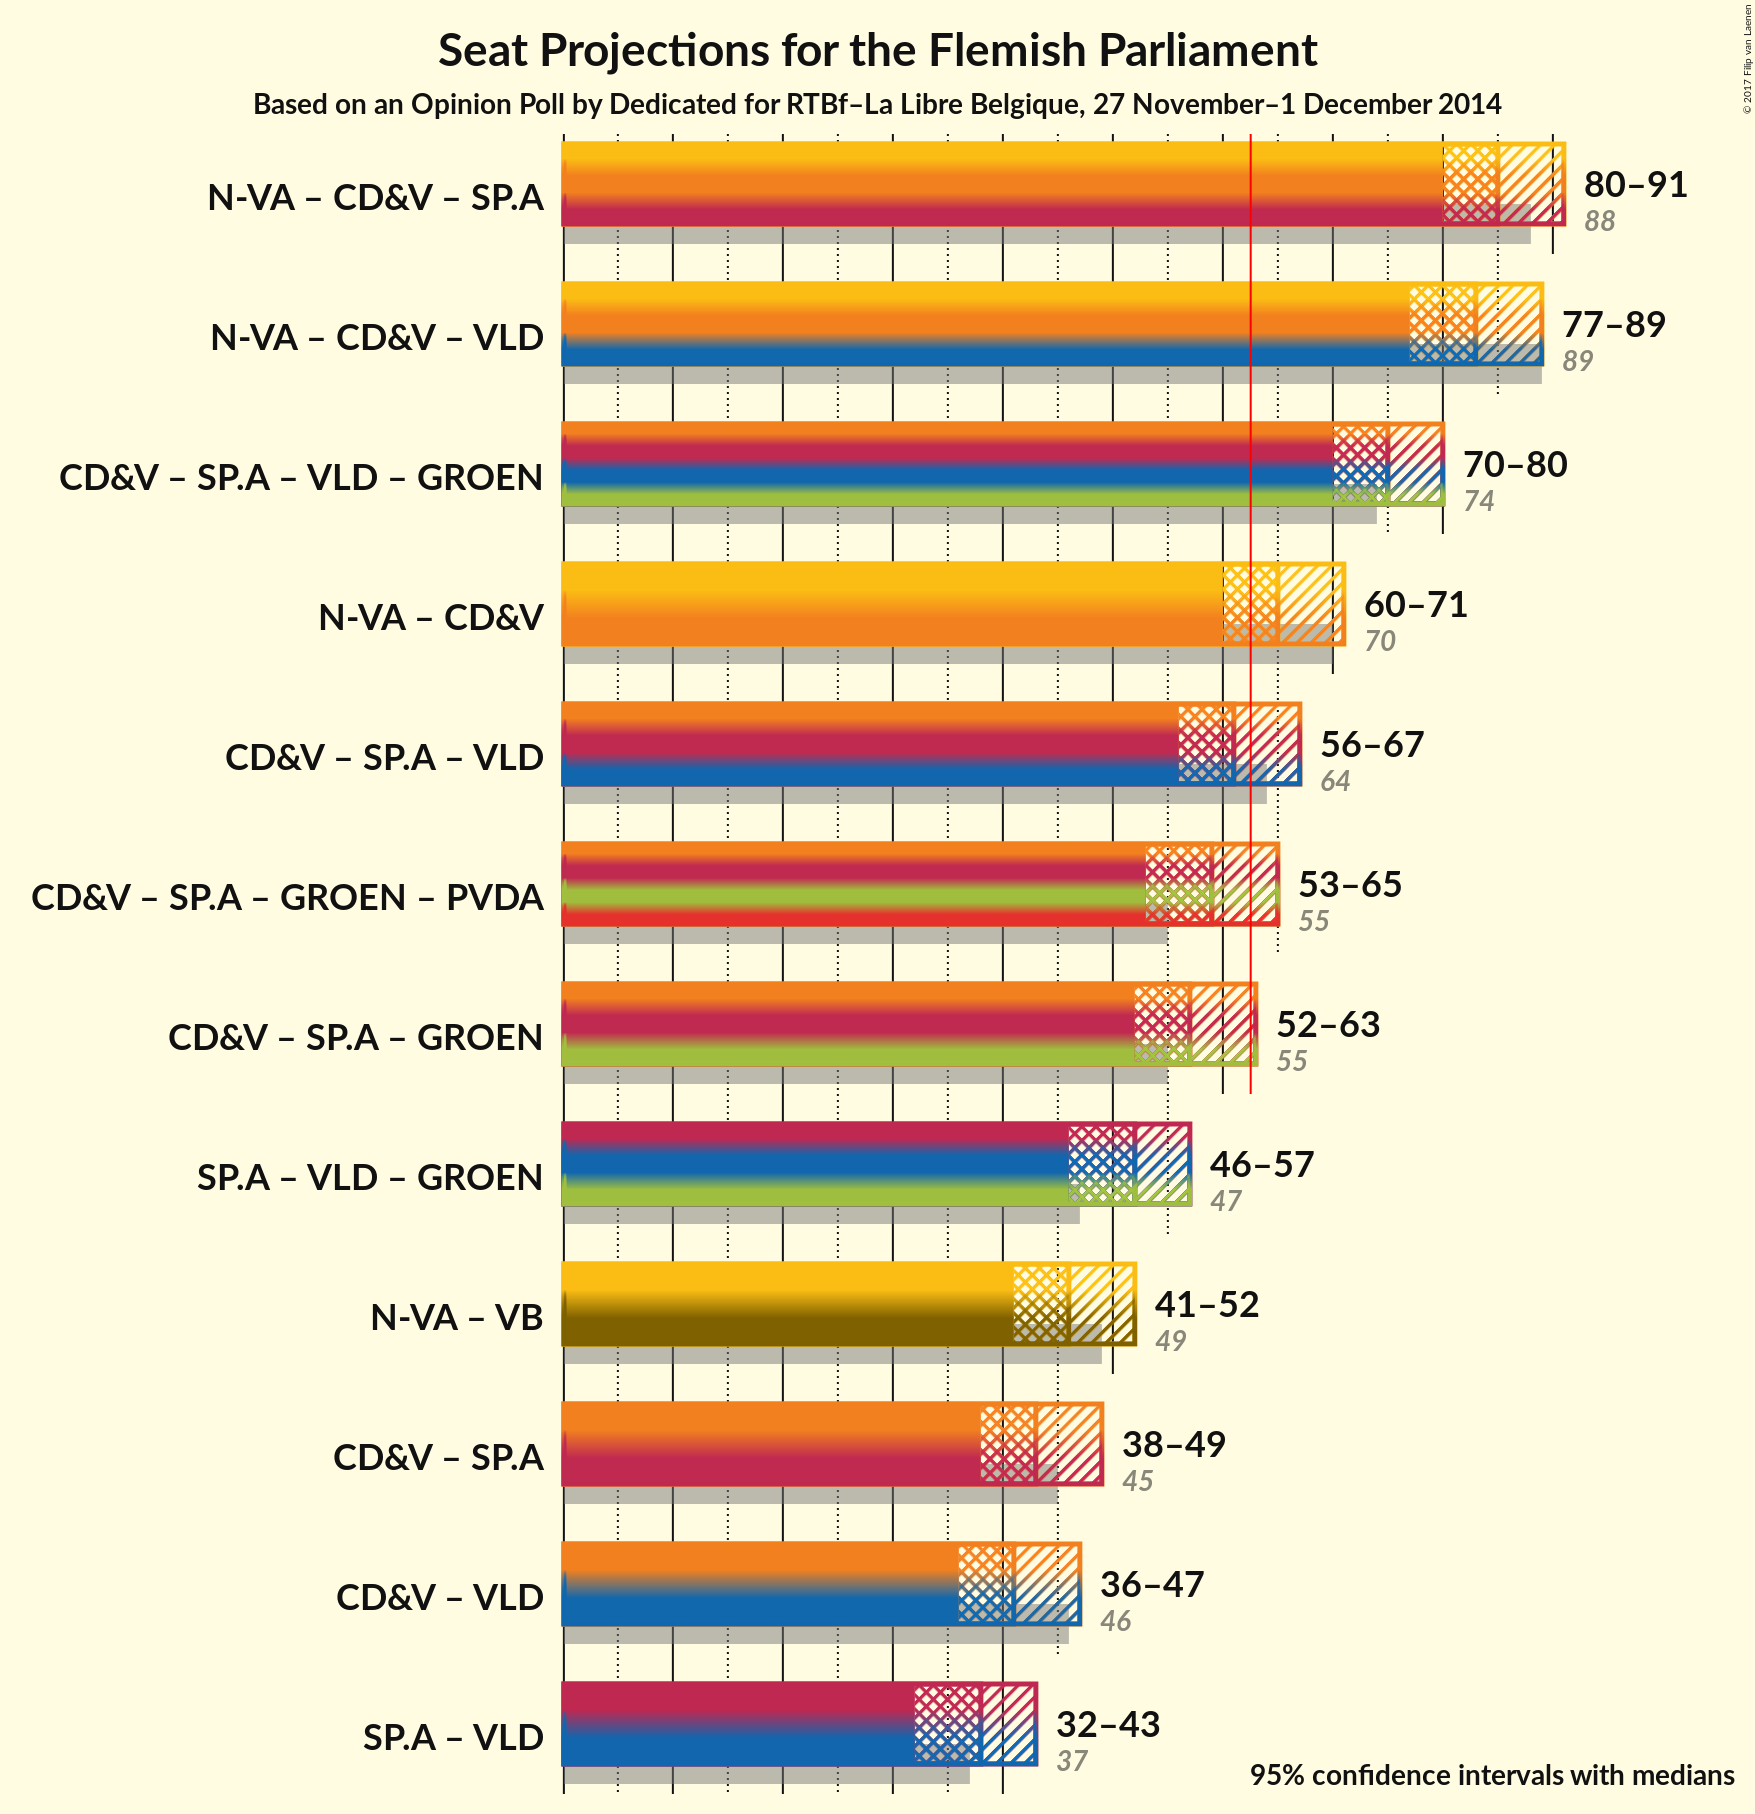 Seat Projections for the Flemish Parliament
Based on an Opinion Poll by Dedicated for RTBf–La Libre Belgique, 27 November–1 December 2014
© 2017 Filip van Laenen
N-VA – CD&V – SP.A
80–91
88
N-VA – CD&V – VLD
77–89
89
CD&V – SP.A – VLD – GROEN
70–80
74
N-VA – CD&V
60–71
70
CD&V – SP.A – VLD
56–67
64
CD&V – SP.A – GROEN – PVDA
53–65
55
CD&V – SP.A – GROEN
52–63
55
SP.A – VLD – GROEN
46–57
47
N-VA – VB
41–52
49
CD&V – SP.A
38–49
45
CD&V – VLD
36–47
46
SP.A – VLD
32–43
37
95% confidence intervals with medians